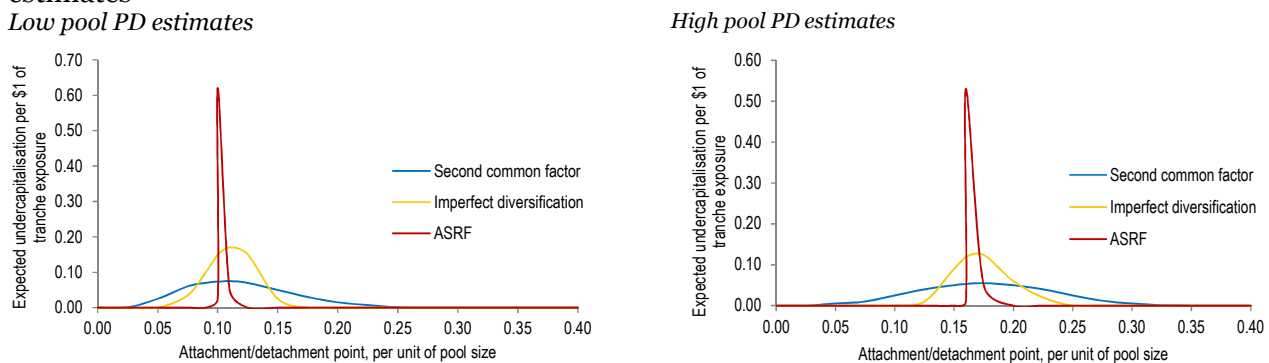 estimates
Low pool PD estimates
High pool PD estimates
Expected undercapitalisation per $1 of
tranche exposure
0.70
0.60
0.50
0.40
0.30
0.20
0.10
0.00
Second common factor
Imperfect diversification
ASRF
0.00 0.05 0.10 0.15 0.20 0.25 0.30 0.35 0.40
Attachment/detachment point, per unit of pool size
Expected undercapitalisation per $1 of
tranche exposure
0.60
0.50
0.40
0.30
0.20
0.10
0.00
Second common factor
Imperfect diversification
ASRF
0.00 0.05 0.10 0.15 0.20 0.25 0.30 0.35 0.40
Attachment/detachment point, per unit of pool size